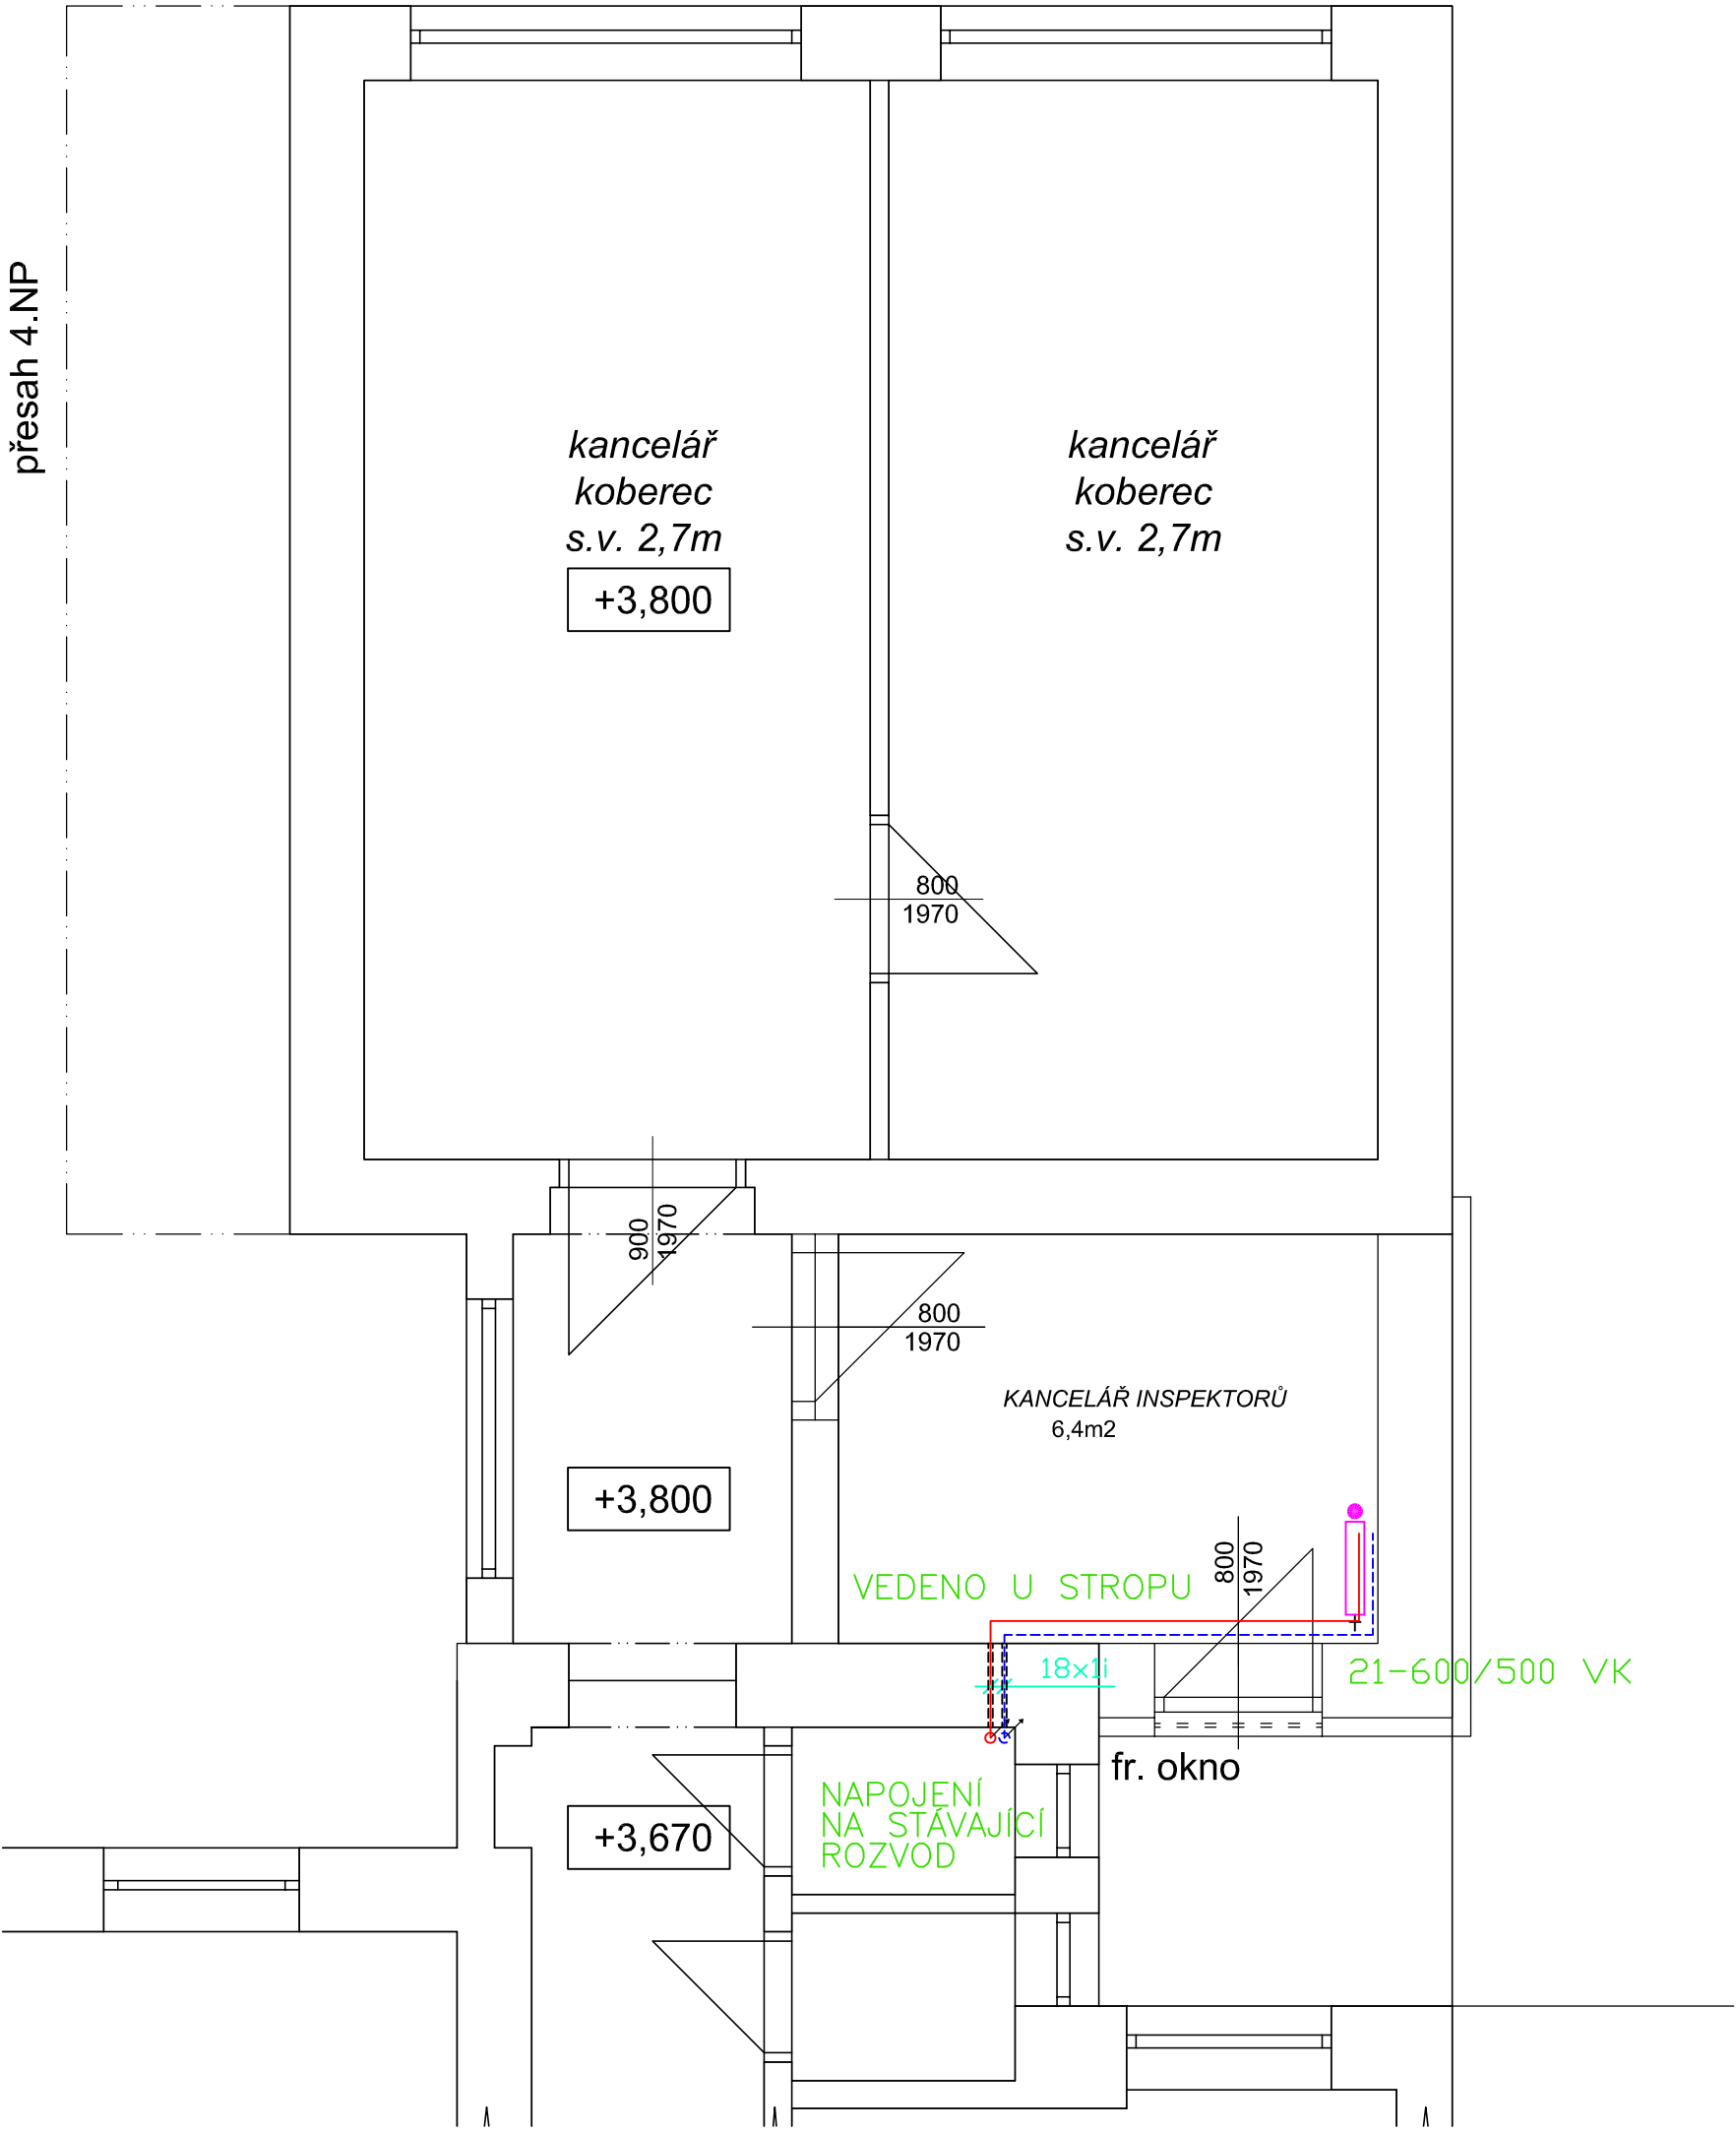 přesah 4.NP
kancelář
koberec
s.v. 2,7m
+3,800
kancelář
koberec
s.v. 2,7m
800
1970
900
1970
800
1970
KANCELÁŘ INSPEKTORŮ
6,4m2
+3,800
800
1970
VEDENO U STROPU
18x1i
21-600/500 VK
fr. okno
NAPOJENÍ
NA STÁVAJÍCÍ
ROZVOD
+3,670